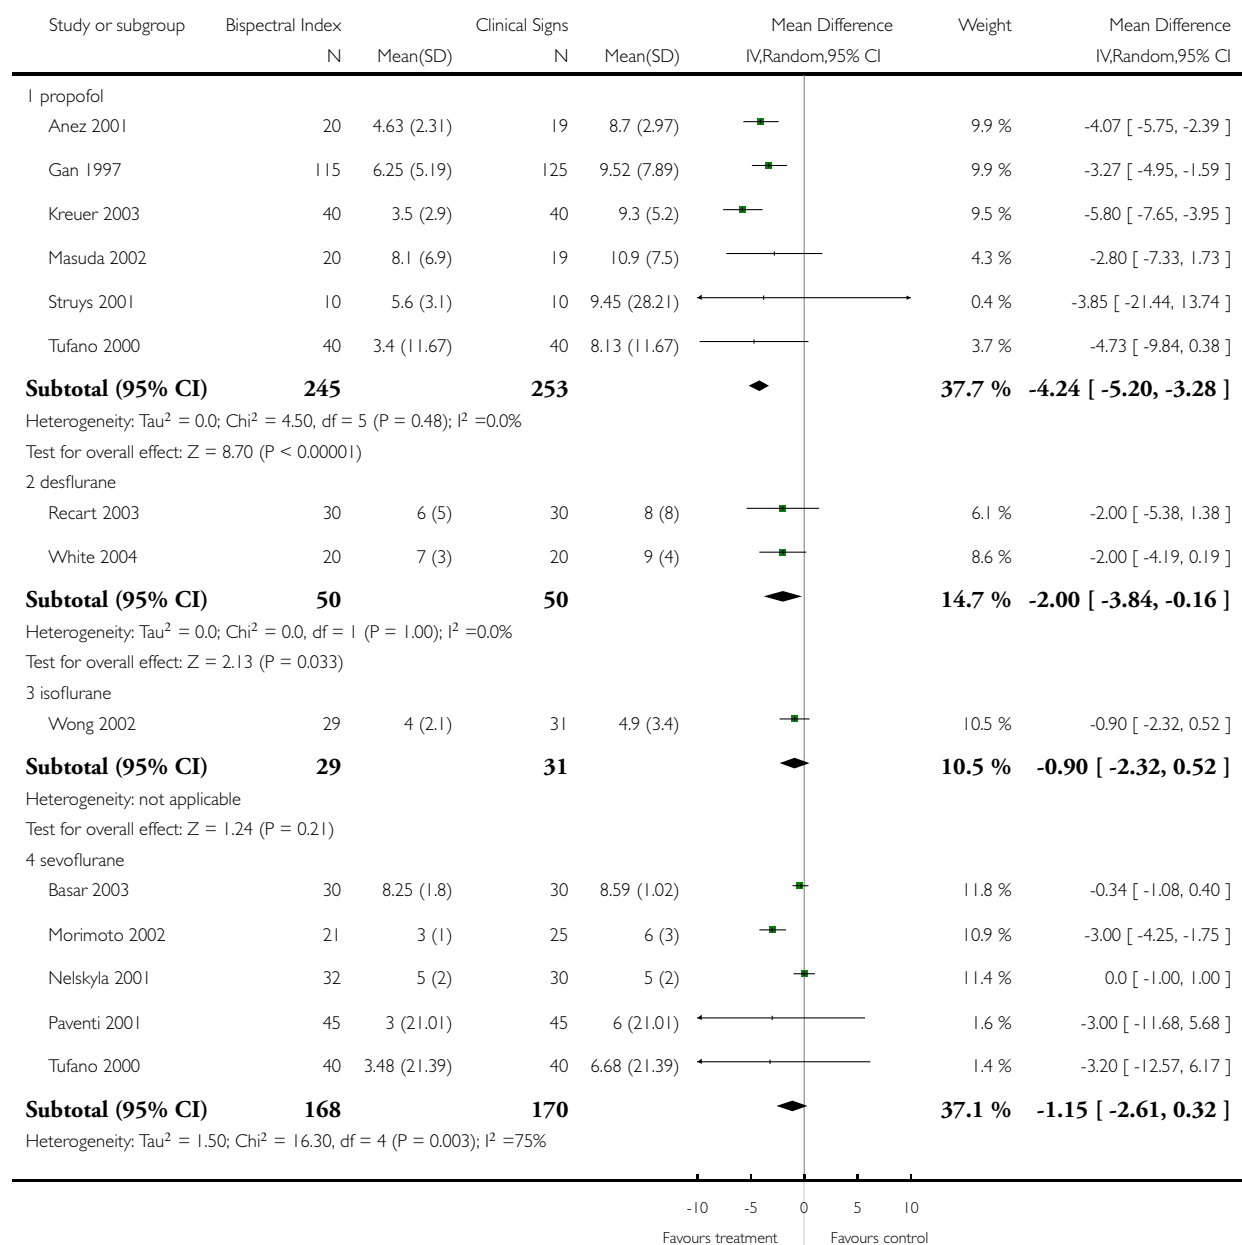 Study or subgroup Bispectral Index Clinical Signs Mean Difference Weight Mean Difference
N Mean(SD) N Mean(SD) IV,Random,95% CI IV,Random,95% CI
1 propofol
Anez 2001 20 4.63 (2.31) 19 8.7 (2.97) 9.9 % -4.07 [ -5.75, -2.39 ]
Gan 1997 115 6.25 (5.19) 125 9.52 (7.89) 9.9 % -3.27 [ -4.95, -1.59 ]
Kreuer 2003 40 3.5 (2.9) 40 9.3 (5.2) 9.5 % -5.80 [ -7.65, -3.95 ]
Masuda 2002 20 8.1 (6.9) 19 10.9 (7.5) 4.3 % -2.80 [ -7.33, 1.73 ]
Struys 2001 10 5.6 (3.1) 10 9.45 (28.21) 0.4 % -3.85 [ -21.44, 13.74 ]
Tufano 2000 40 3.4 (11.67) 40 8.13 (11.67) 3.7 % -4.73 [ -9.84, 0.38 ]
Subtotal (95% CI) 245 253 37.7 % -4.24 [ -5.20, -3.28 ]
Heterogeneity: Tau² = 0.0; Chi² = 4.50, df = 5 (P = 0.48); I² =0.0%
Test for overall effect: Z = 8.70 (P < 0.00001)
2 desflurane
Recart 2003 30 6 (5) 30 8 (8) 6.1 % -2.00 [ -5.38, 1.38 ]
White 2004 20 7 (3) 20 9 (4) 8.6 % -2.00 [ -4.19, 0.19 ]
Subtotal (95% CI) 50 50 14.7 % -2.00 [ -3.84, -0.16 ]
Heterogeneity: Tau² = 0.0; Chi² = 0.0, df = 1 (P = 1.00); I² =0.0%
Test for overall effect: Z = 2.13 (P = 0.033)
3 isoflurane
Wong 2002 29 4 (2.1) 31 4.9 (3.4) 10.5 % -0.90 [ -2.32, 0.52 ]
Subtotal (95% CI) 29 31 10.5 % -0.90 [ -2.32, 0.52 ]
Heterogeneity: not applicable
Test for overall effect: Z = 1.24 (P = 0.21)
4 sevoflurane
Basar 2003 30 8.25 (1.8) 30 8.59 (1.02) 11.8 % -0.34 [ -1.08, 0.40 ]
Morimoto 2002 21 3 (1) 25 6 (3) 10.9 % -3.00 [ -4.25, -1.75 ]
Nelskyla 2001 32 5 (2) 30 5 (2) 11.4 % 0.0 [ -1.00, 1.00 ]
Paventi 2001 45 3 (21.01) 45 6 (21.01) 1.6 % -3.00 [ -11.68, 5.68 ]
Tufano 2000 40 3.48 (21.39) 40 6.68 (21.39) 1.4 % -3.20 [ -12.57, 6.17 ]
Subtotal (95% CI) 168 170 37.1 % -1.15 [ -2.61, 0.32 ]
Heterogeneity: Tau² = 1.50; Chi² = 16.30, df = 4 (P = 0.003); I² =75%
-10 -5 0 5 10
Favours treatment Favours control